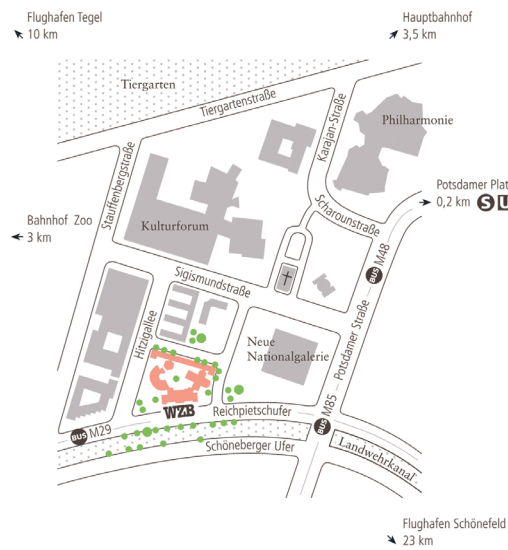 Flughafen Tegel
10 km
Hauptbahnhof
3,5 km
Tiergarten
Tiergartenstraße
Karajan-Straße
Philharmonie
Stauffenbergstraße
Potsdamer Plat
0,2 km S U
Scharounstraße
Kulturforum
Bahnhof Zoo
3 km
BUS M48
Sigismundstraße
Hitzigallee
Neue
Nationalgalerie
Potsdamer Straße
WZB
Reichpietschufer
BUS M85
BUS M29
Schöneberger Ufer
Landwehrkanal
Flughafen Schönefeld
23 km